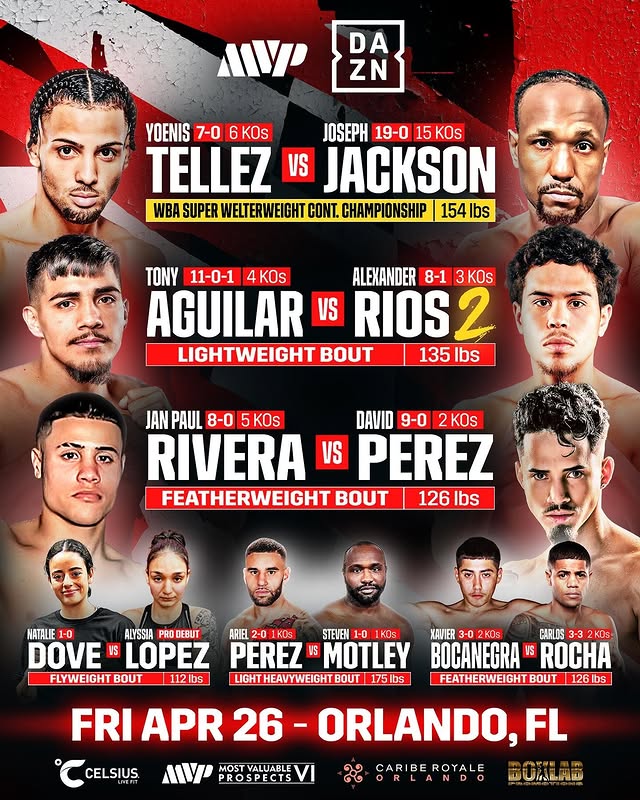 MVP
DAZN
YOENIS 7-0 6 KOs
TELLEZ
VS
JOSEPH 19-0 15 KOs
JACKSON
WBA SUPER WELTERWEIGHT CONT. CHAMPIONSHIP 154 lbs
TONY 11-0-1 4 KOs
AGUILAR
VS
ALEXANDER 8-1 3 KOs
RIOS 2
LIGHTWEIGHT BOUT 135 lbs
JAN PAUL 8-0 5 KOs
RIVERA
VS
DAVID 9-0 2 KOs
PEREZ
FEATHERWEIGHT BOUT 126 lbs
NATALIE 1-0
DOVE
VS
ALYSSIA PRO DEBUT
LOPEZ
FLYWEIGHT BOUT 112 lbs
ARIEL 2-0 1 KOs
PEREZ
VS
STEVEN 1-0 1 KOs
MOTLEY
LIGHT HEAVYWEIGHT BOUT 175 lbs
XAVIER 3-0 2 KOs
BOCANEGRA
VS
CARLOS 3-3 2 KOs
ROCHA
FEATHERWEIGHT BOUT 126 lbs
FRI APR 26 - ORLANDO, FL
CELSIUS
LIVE FIT
MVP
MOST VALUABLE
PROSPECTS VI
CARIBE ROYALE
ORLANDO
BOXLAB
PROMOTIONS